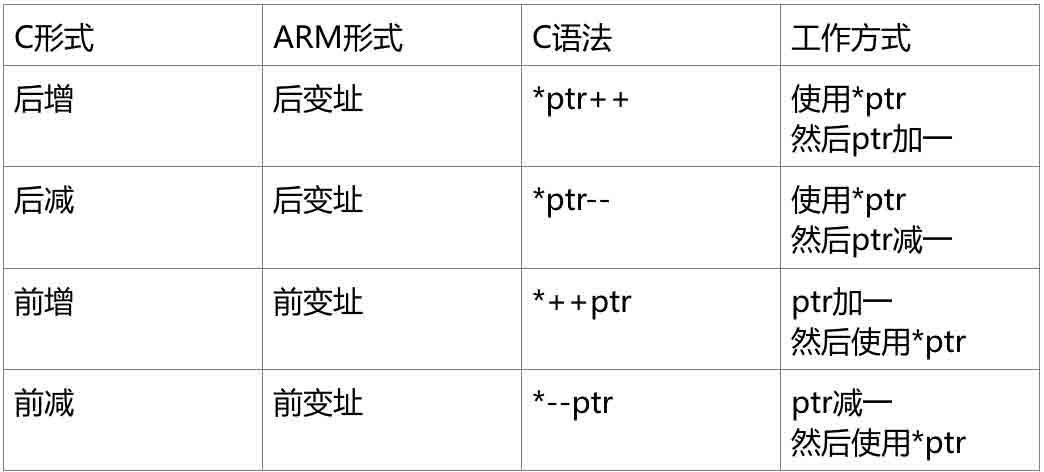 C形式 ARM形式 C语法 工作方式
后增 后变址 *ptr++ 使用*ptr
然后ptr加一
后减 后变址 *ptr-- 使用*ptr
然后ptr减一
前增 前变址 *++ptr ptr加一
然后使用*ptr
前减 前变址 *--ptr ptr减一
然后使用*ptr